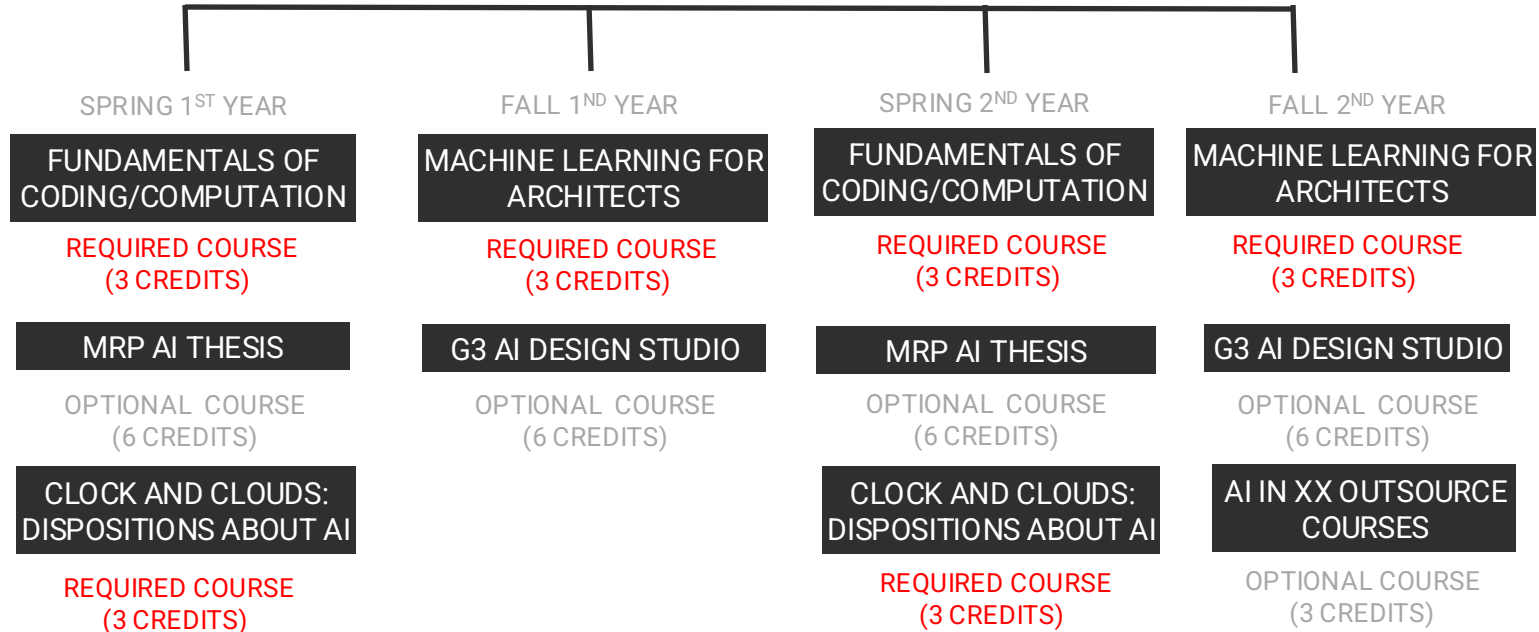 SPRING 1ST YEAR
FUNDAMENTALS OF
CODING/COMPUTATION
REQUIRED COURSE
(3 CREDITS)
MRP AI THESIS
OPTIONAL COURSE
(6 CREDITS)
CLOCK AND CLOUDS:
DISPOSITIONS ABOUT AI
REQUIRED COURSE
(3 CREDITS)
FALL 1ND YEAR
MACHINE LEARNING FOR
ARCHITECTS
REQUIRED COURSE
(3 CREDITS)
G3 AI DESIGN STUDIO
OPTIONAL COURSE
(6 CREDITS)
SPRING 2ND YEAR
FUNDAMENTALS OF
CODING/COMPUTATION
REQUIRED COURSE
(3 CREDITS)
MRP AI THESIS
OPTIONAL COURSE
(6 CREDITS)
CLOCK AND CLOUDS:
DISPOSITIONS ABOUT AI
REQUIRED COURSE
(3 CREDITS)
FALL 2ND YEAR
MACHINE LEARNING FOR
ARCHITECTS
REQUIRED COURSE
(3 CREDITS)
G3 AI DESIGN STUDIO
OPTIONAL COURSE
(6 CREDITS)
AI IN XX OUTSOURCE
COURSES
OPTIONAL COURSE
(3 CREDITS)